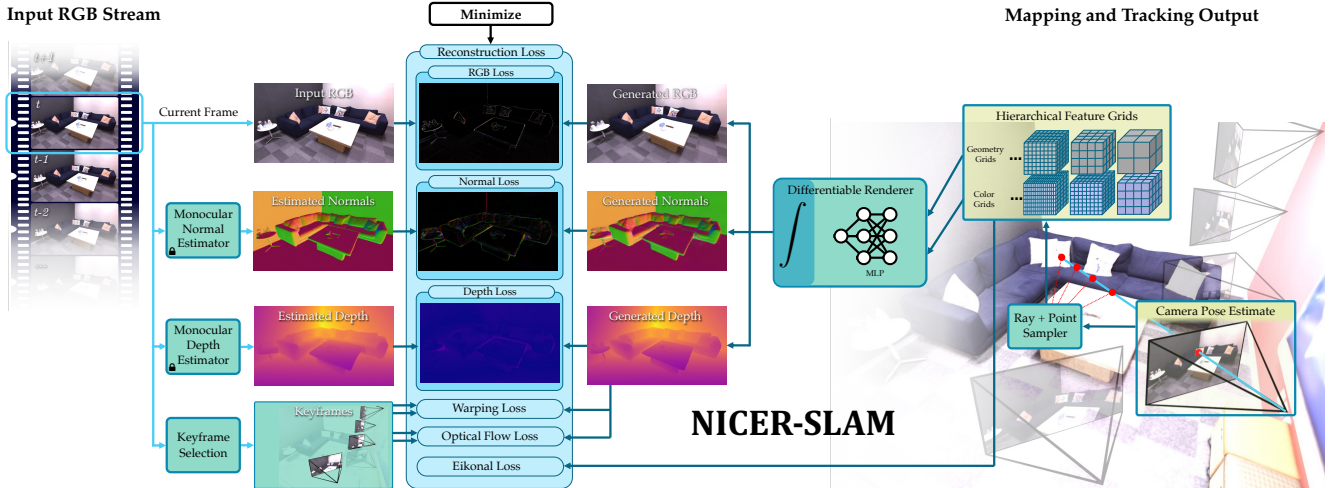 Input RGB Stream
Minimize
Mapping and Tracking Output
t+1
t
t-1
t-2
...
Current Frame
Monocular
Normal
Estimator
Monocular
Depth
Estimator
Keyframe
Selection
Input RGB
Estimated Normals
Estimated Depth
Keyframes
Reconstruction Loss
RGB Loss
Normal Loss
Depth Loss
Warping Loss
Optical Flow Loss
Eikonal Loss
Generated RGB
Generated Normals
Generated Depth
Differentiable Renderer
∫
MLP
NICER-SLAM
Hierarchical Feature Grids
Geometry
Grids
...
Color
Grids
...
Ray + Point
Sampler
Camera Pose Estimate